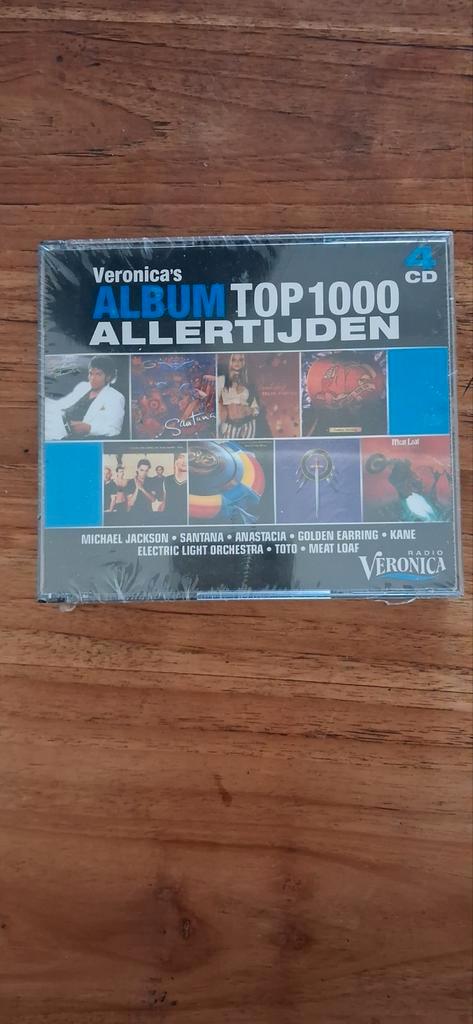 Veronica's
ALBUM TOP 1000
ALLERTIJDEN
4
CD
Santana
Meat Loaf
MICHAEL JACKSON • SANTANA • ANASTACIA • GOLDEN EARRING • KANE
ELECTRIC LIGHT ORCHESTRA • TOTO • MEAT LOAF
RADIO
VERONICA